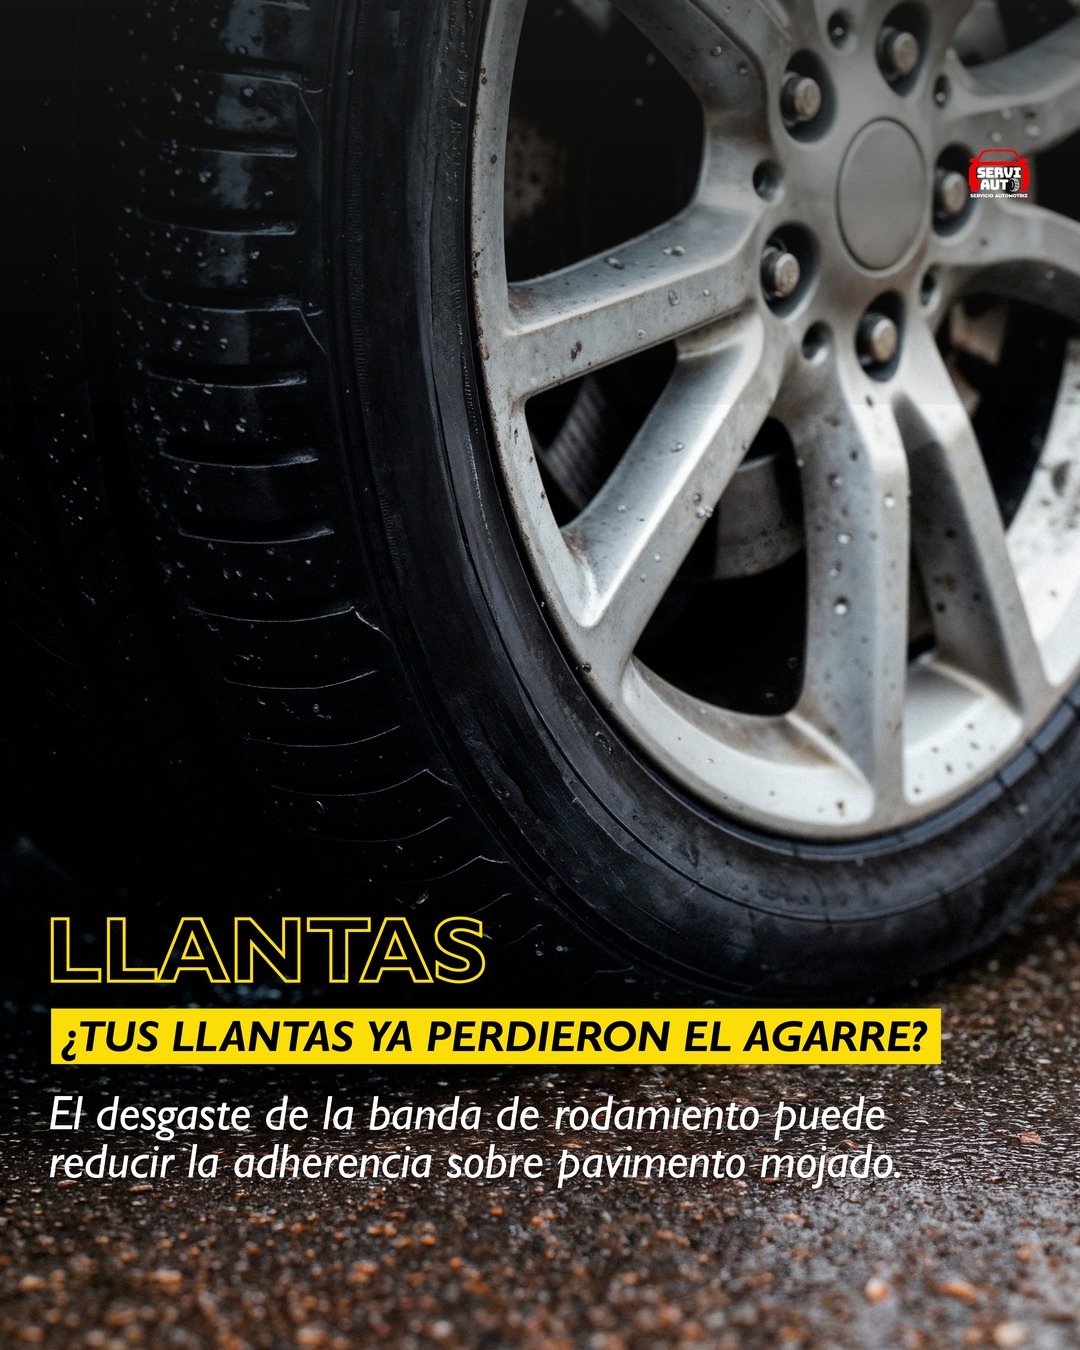 SERVI
AUTO
SERVICIO AUTOMOTRIZ
LLANTAS
¿TUS LLANTAS YA PERDIERON EL AGARRE?
El desgaste de la banda de rodamiento puede
reducir la adherencia sobre pavimento mojado.